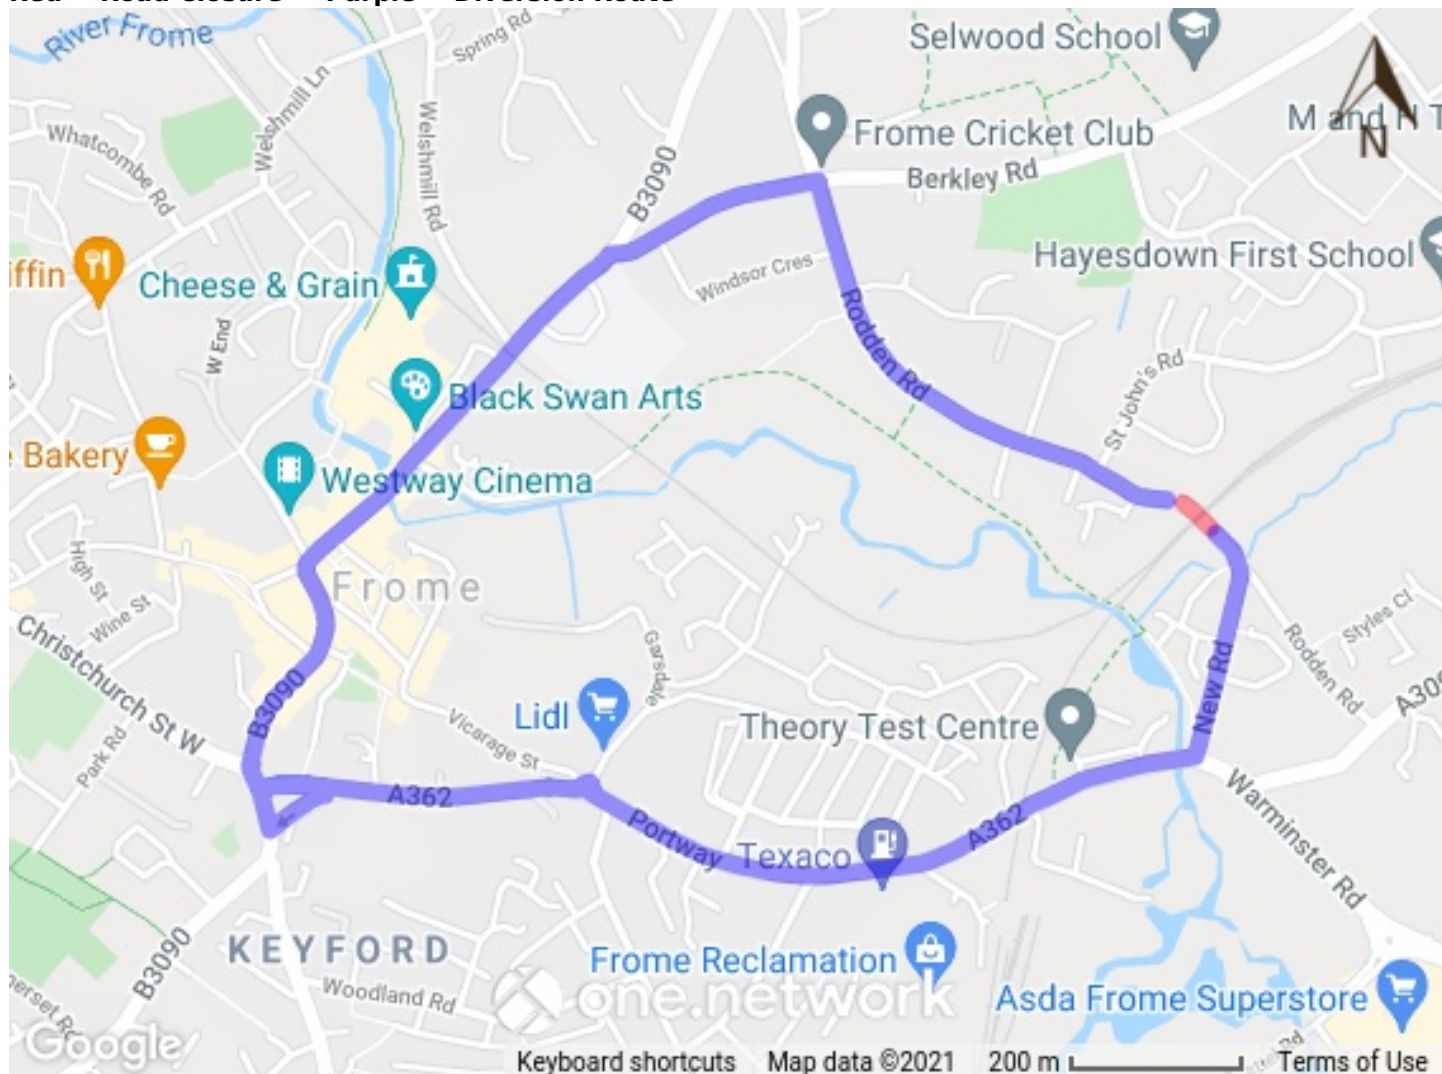 River Frome
Spring Rd
Selwood School
Welshmill Ln
Welshmill Rd
Whatcombe Rd
Frome Cricket Club
M and H T
N
B3090
Berkley Rd
iffin
Cheese & Grain
Windsor Cres
Hayesdown First School
W End
Rodden Rd
St John's Rd
Black Swan Arts
Bakery
Westway Cinema
High St
Wine St
Frome
Christchurch St W
Garsdale
Styles Cl
Rodden Rd
New Rd
B3090
Park Rd
Vicarage St
Lidl
Theory Test Centre
A362
Portway
Texaco
A362
Warminster Rd
KEYFORD
B3090
Woodland Rd
Frome Reclamation
one.network
Asda Frome Superstore
Google
Keyboard shortcuts
Map data ©2021
200 m
Terms of Use